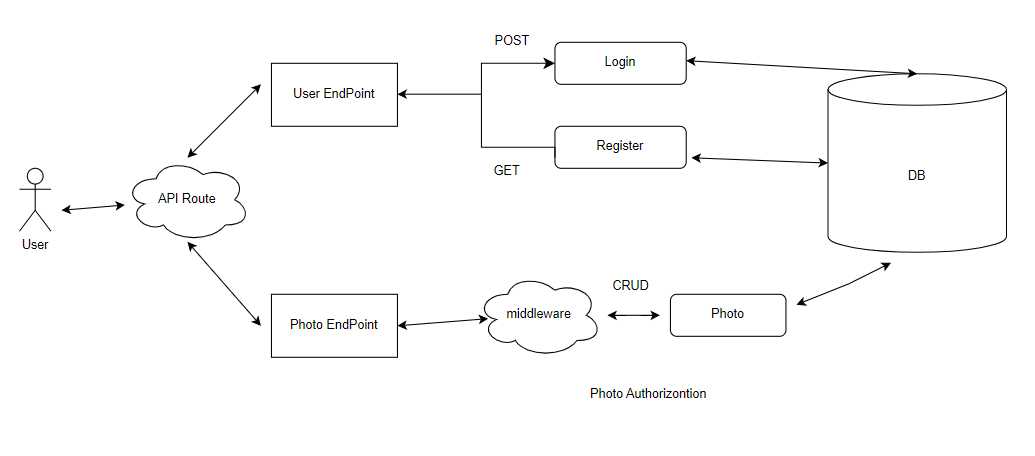 POST
Login
User EndPoint
Register
GET
API Route
DB
User
CRUD
Photo EndPoint
middleware
Photo
Photo Authorizontion